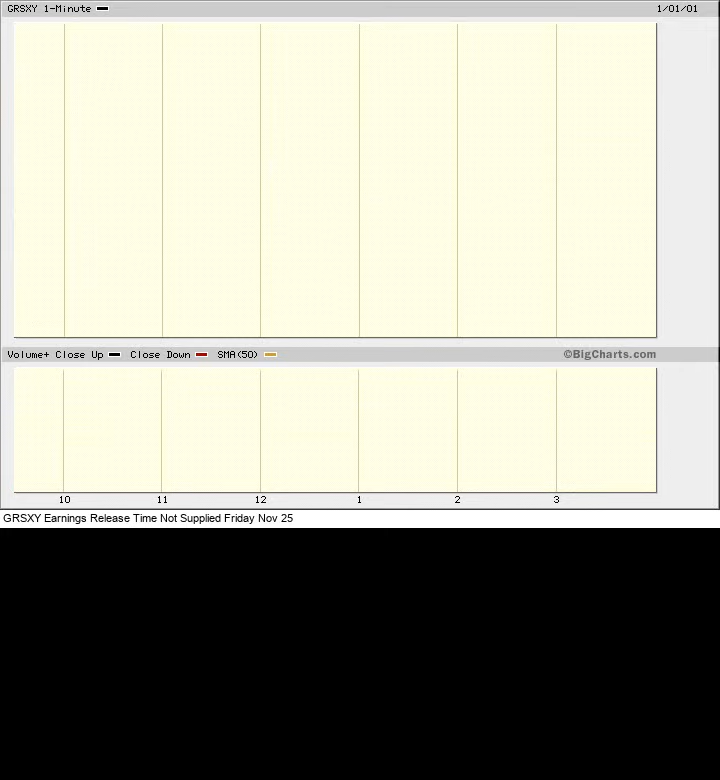 GRSXY 1-Minute 1/01/01
Volume+ Close Up Close Down SMA(50) ©BigCharts.com
10 11 12 1 2 3
GRSXY Earnings Release Time Not Supplied Friday Nov 25